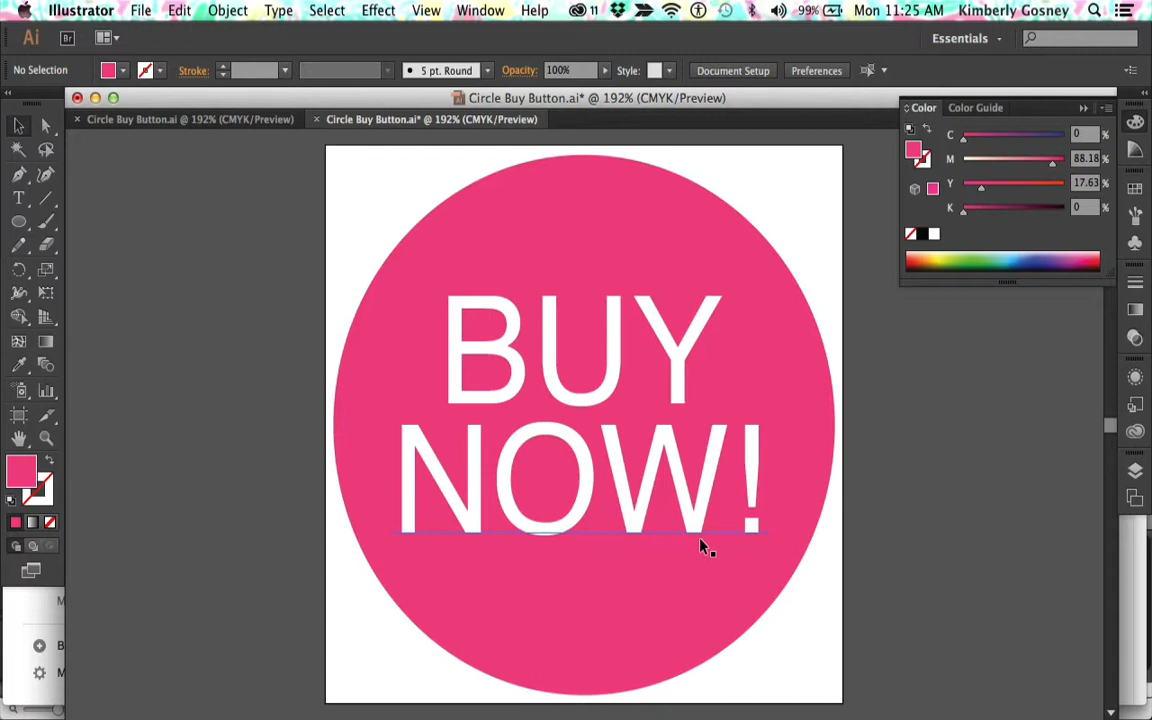 Illustrator File Edit Object Type Select Effect View Window Help 11 99% Mon 11:25 AM Kimberly Gosney
Ai Br Essentials
No Selection Stroke: 5 pt. Round Opacity: 100% Style: Document Setup Preferences
Circle Buy Button.ai* @ 192% (CMYK/Preview)
× Circle Buy Button.ai @ 192% (CMYK/Preview) × Circle Buy Button.ai* @ 192% (CMYK/Preview)
Color Color Guide
C 0 %
M 88.18 %
Y 17.63 %
K 0 %
T
BUY
NOW!
M
B
M